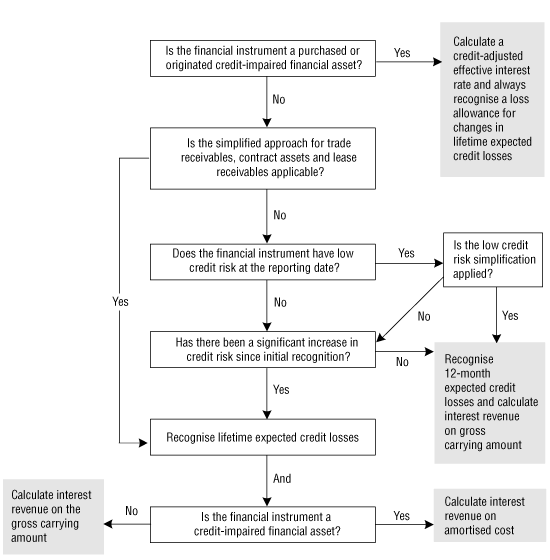 Is the financial instrument a purchased or
originated credit-impaired financial asset?
Yes
Calculate a
credit-adjusted
effective interest
rate and always
recognise a loss
allowance for
changes in
lifetime expected
credit losses
No
Is the simplified approach for trade
receivables, contract assets and lease
receivables applicable?
No
Does the financial instrument have low
credit risk at the reporting date?
Yes
Is the low credit
risk simplification
applied?
Yes
No
No
Yes
Has there been a significant increase in
credit risk since initial recognition?
No
Recognise
12-month
expected credit
losses and calculate
interest revenue
on gross
carrying amount
Yes
Recognise lifetime expected credit losses
And
Calculate interest
revenue on the
gross carrying
amount
No
Is the financial instrument a
credit-impaired financial asset?
Yes
Calculate interest
revenue on
amortised cost